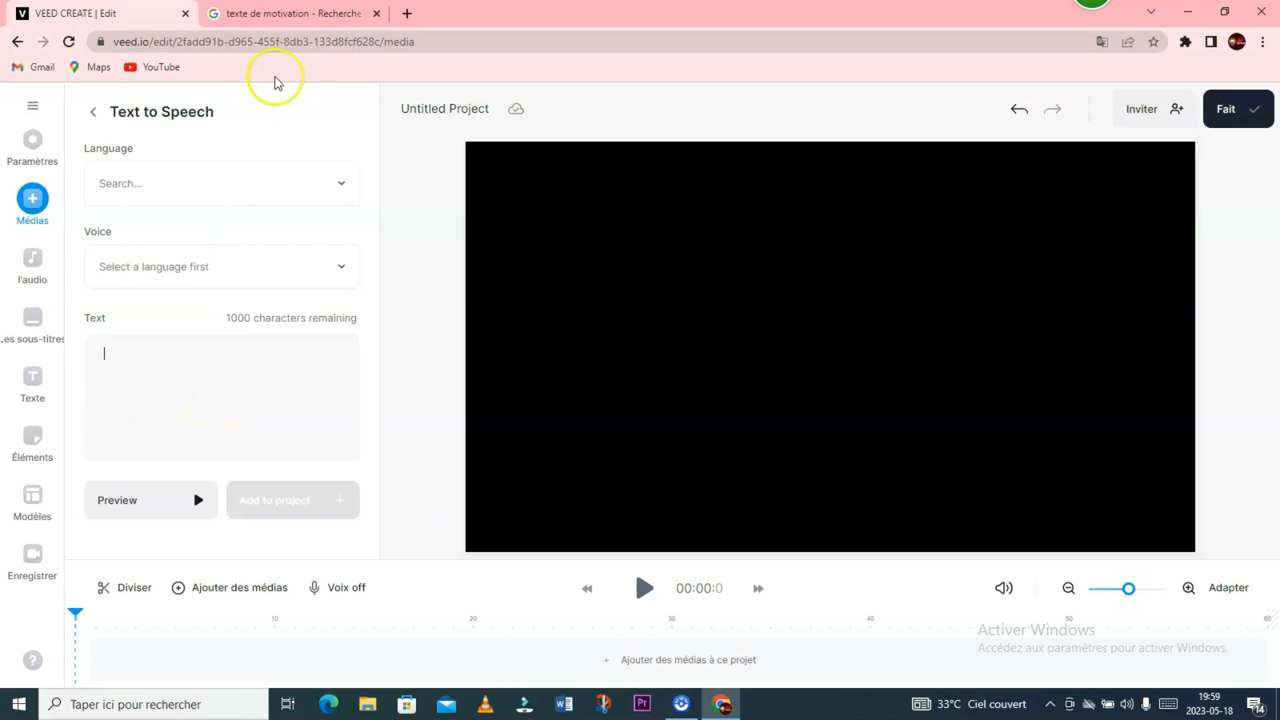 VEED CREATE | Edit
texte de motivation - Recherche
veed.io/edit/2fadd91b-d965-455f-8db3-133d8fcf628c/media
Gmail
Maps
YouTube
Text to Speech
Untitled Project
Inviter
Fait
Paramètres
Médias
l'audio
Les sous-titres
Texte
Éléments
Modèles
Enregistrer
Language
Search...
Voice
Select a language first
Text
1000 characters remaining
Preview
Add to project
Diviser
Ajouter des médias
Voix off
00:00:0
Adapter
0
10
20
30
40
50
60
Activer Windows
Accédez aux paramètres pour activer Windows.
+ Ajouter des médias à ce projet
Taper ici pour rechercher
33°C Ciel couvert
19:59
2023-05-18
14